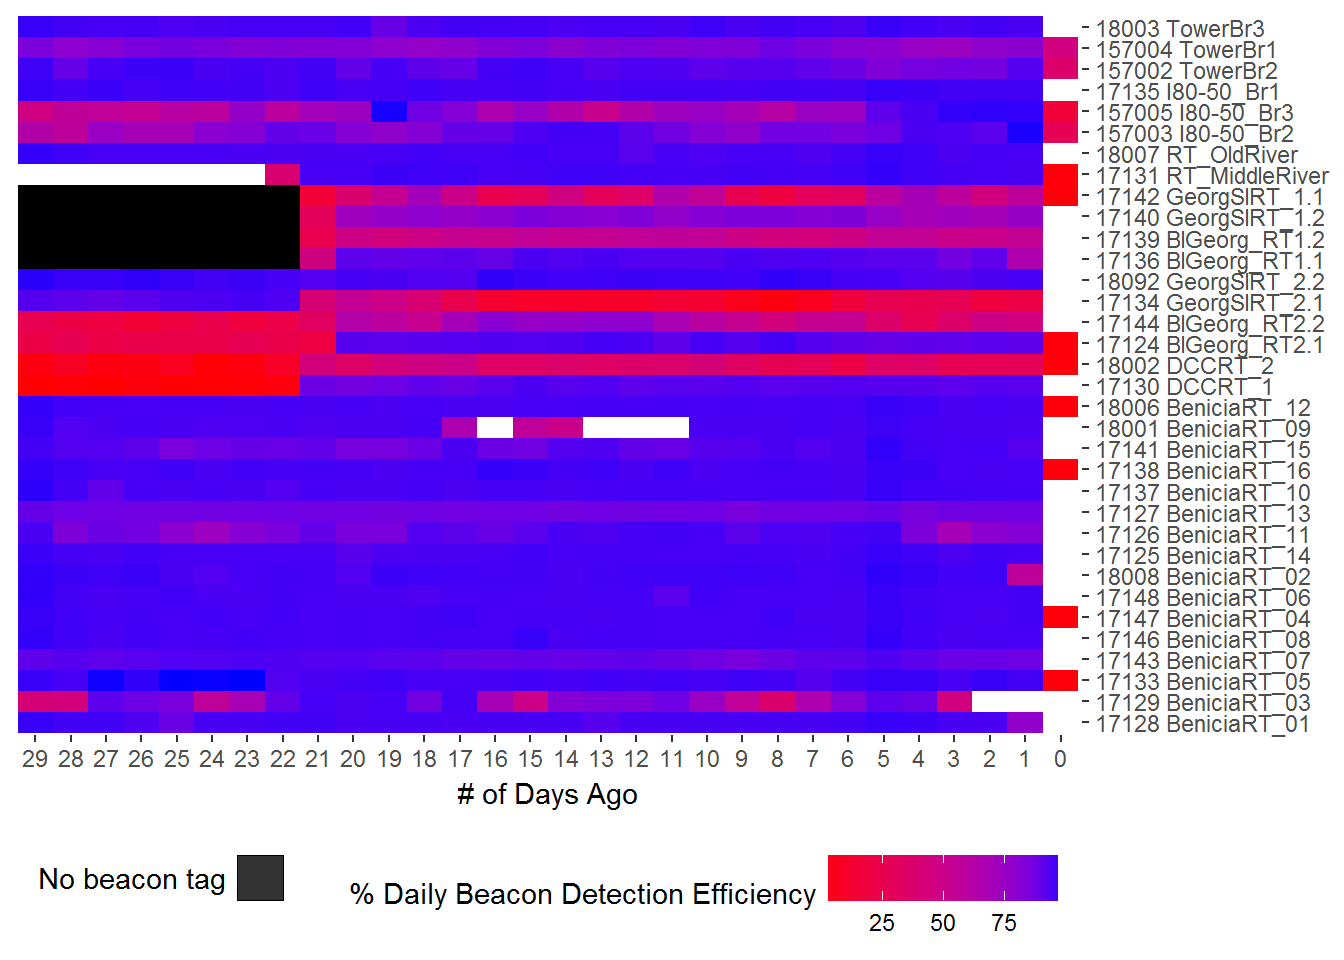 18003 TowerBr3
157004 TowerBr1
157002 TowerBr2
17135 I80-50_Br1
157005 I80-50_Br3
157003 I80-50_Br2
18007 RT_OldRiver
17131 RT_MiddleRiver
17142 GeorgSlRT_1.1
17140 GeorgSlRT_1.2
17139 BlGeorg_RT1.2
17136 BlGeorg_RT1.1
18092 GeorgSlRT_2.2
17134 GeorgSlRT_2.1
17144 BlGeorg_RT2.2
17124 BlGeorg_RT2.1
18002 DCCRT_2
17130 DCCRT_1
18006 BeniciaRT_12
18001 BeniciaRT_09
17141 BeniciaRT_15
17138 BeniciaRT_16
17137 BeniciaRT_10
17127 BeniciaRT_13
17126 BeniciaRT_11
17125 BeniciaRT_14
18008 BeniciaRT_02
17148 BeniciaRT_06
17147 BeniciaRT_04
17146 BeniciaRT_08
17143 BeniciaRT_07
17133 BeniciaRT_05
17129 BeniciaRT_03
17128 BeniciaRT_01
29 28 27 26 25 24 23 22 21 20 19 18 17 16 15 14 13 12 11 10 9 8 7 6 5 4 3 2 1 0
# of Days Ago
No beacon tag
% Daily Beacon Detection Efficiency
25 50 75